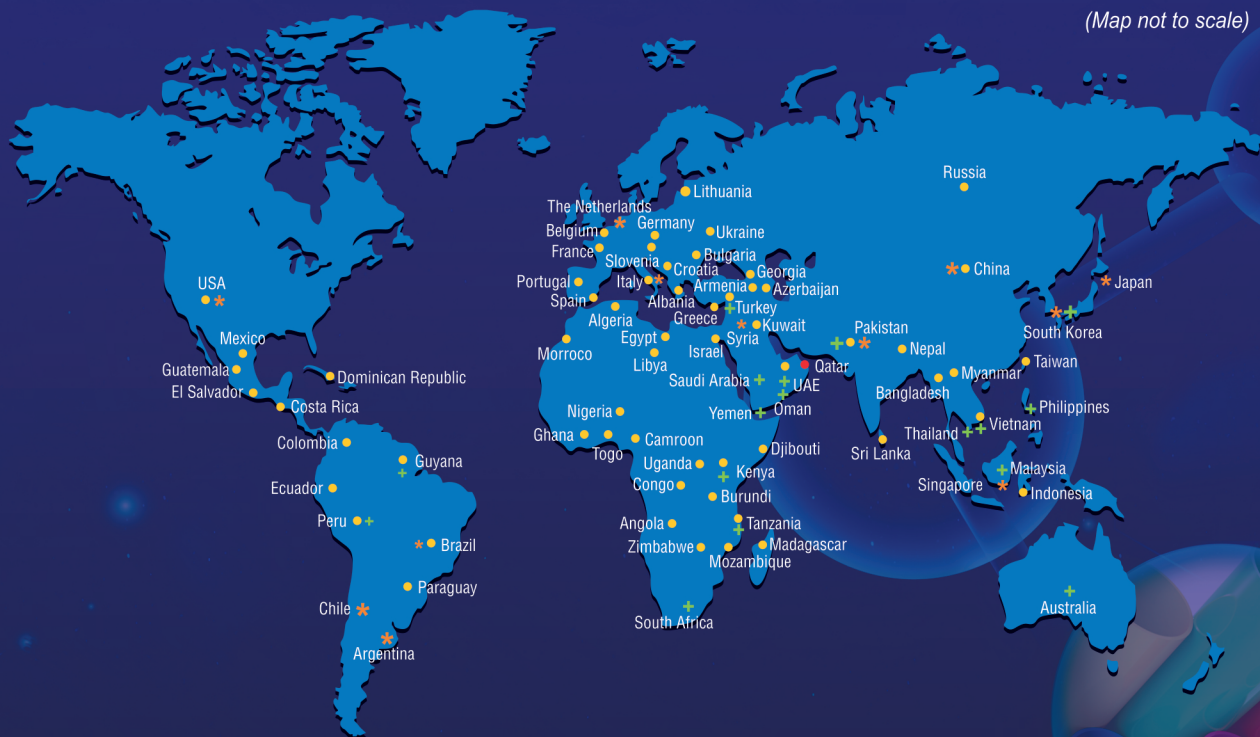 (Map not to scale)
Russia
Lithuania
The Netherlands
Germany
Belgium
Ukraine
France
Bulgaria
Slovenia
Croatia
China
Georgia
USA
Portugal
Italy
Armenia
Azerbaijan
Japan
Spain
Albania
Turkey
Greece
Algeria
Kuwait
Pakistan
South Korea
Mexico
Egypt
Syria
Nepal
Morroco
Israel
Libya
Taiwan
Guatemala
Qatar
Myanmar
Dominican Republic
Saudi Arabia
UAE
El Salvador
Bangladesh
Costa Rica
Nigeria
Yemen
Oman
Philippines
Vietnam
Ghana
Thailand
Colombia
Togo
Camroon
Djibouti
Sri Lanka
Guyana
Uganda
Kenya
Malaysia
Ecuador
Congo
Singapore
Indonesia
Burundi
Peru
Angola
Tanzania
Brazil
Zimbabwe
Madagascar
Mozambique
Paraguay
Chile
Australia
South Africa
Argentina